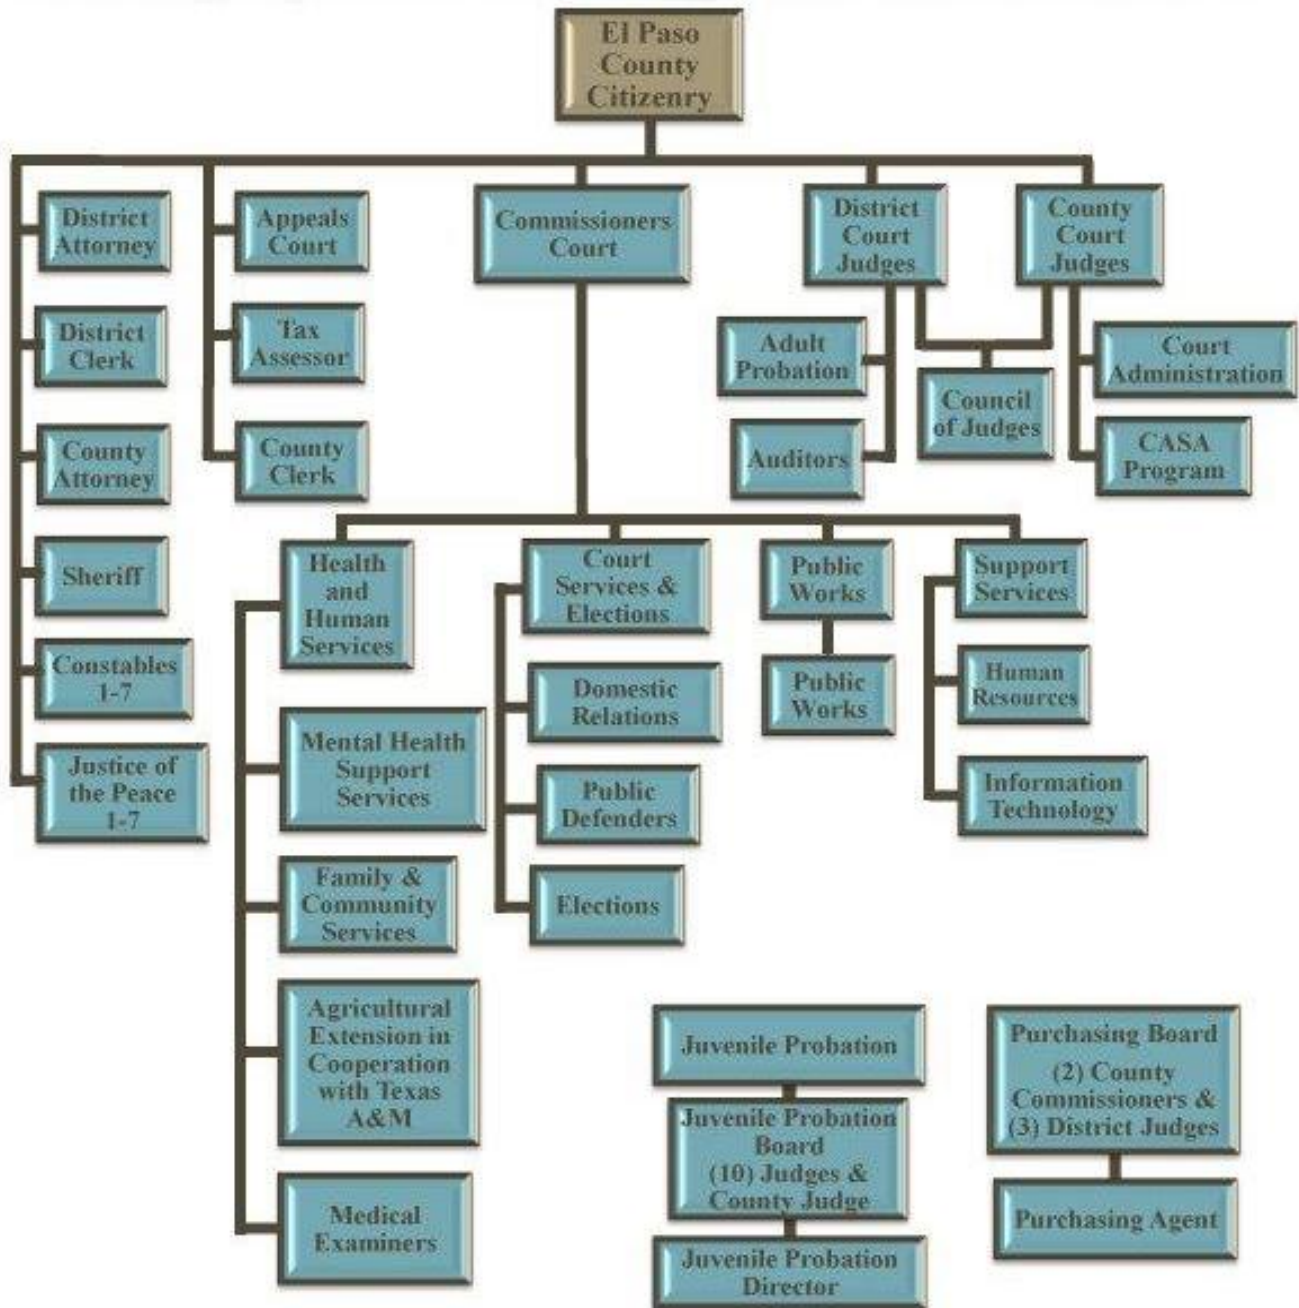 El Paso
County
Citizenry
District
Attorney
District
Clerk
County
Attorney
Sheriff
Constables
1-7
Justice of
the Peace
1-7
Appeals
Court
Tax
Assessor
County
Clerk
Commissioners
Court
District
Court
Judges
County
Court
Judges
Adult
Probation
Auditors
Council
of Judges
Court
Administration
CASA
Program
Health
and
Human
Services
Mental Health
Support
Services
Family &
Community
Services
Agricultural
Extension in
Cooperation
with Texas
A&M
Medical
Examiners
Court
Services &
Elections
Domestic
Relations
Public
Defenders
Elections
Public
Works
Public
Works
Support
Services
Human
Resources
Information
Technology
Juvenile Probation
Juvenile Probation
Board
(10) Judges &
County Judge
Juvenile Probation
Director
Purchasing Board
(2) County
Commissioners &
(3) District Judges
Purchasing Agent